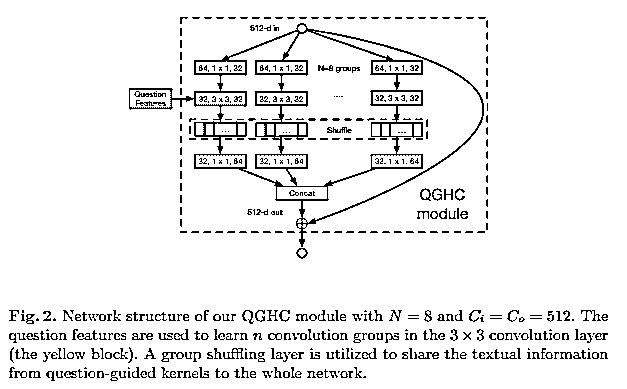 512-d in
64, 1 x 1, 32
64, 1 x 1, 32
N=8 groups
64, 1 x 1, 32
Question
Features
32, 3 x 3, 32
32, 3 x 3, 32
.....
32, 3 x 3, 32
...
...
Shuffle
...
32, 1 x 1, 64
32, 1 x 1, 64
32, 1 x 1, 64
Concat
QGHC
module
512-d out
Fig. 2. Network structure of our QGHC module with N = 8 and Ci = Co = 512. The
question features are used to learn n convolution groups in the 3 × 3 convolution layer
(the yellow block). A group shuffling layer is utilized to share the textual information
from question-guided kernels to the whole network.